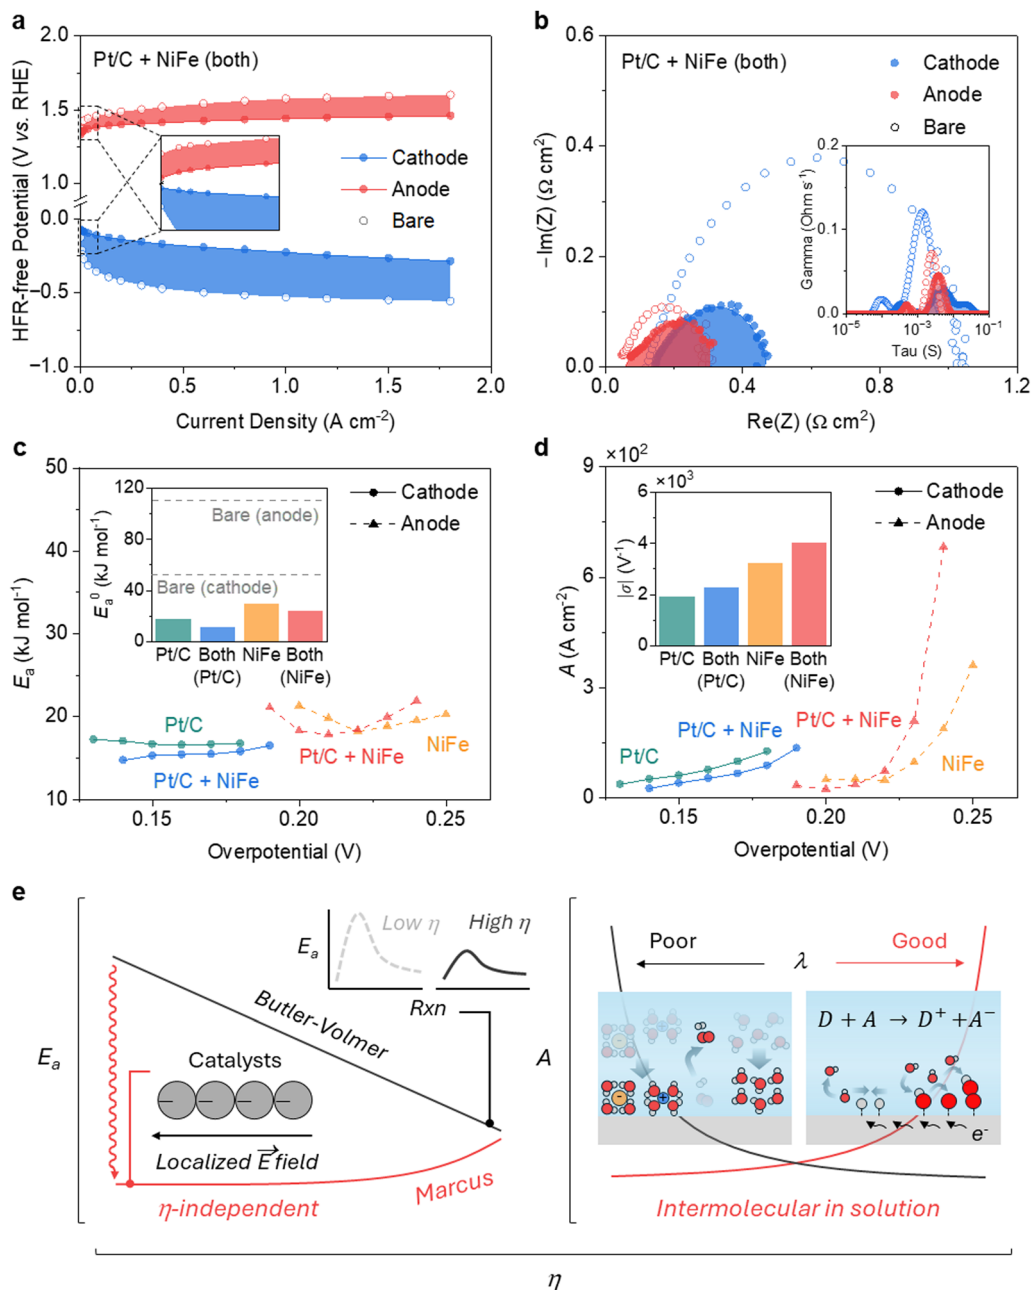 a
Pt/C + NiFe (both)
HFR-free Potential (V vs. RHE)
2.0
1.5
1.0
0.0
−0.5
−1.0
Cathode
Anode
Bare
0.0
0.5
1.0
1.5
2.0
Current Density (A cm-2)
b
Pt/C + NiFe (both)
−Im(Z) (Ω cm2)
0.6
0.4
0.2
0.0
Cathode
Anode
Bare
Gamma (Ohm s-1)
0.2
0.1
0.0
10−5
10−3
10−1
Tau (S)
0.0
0.4
0.8
1.2
Re(Z) (Ω cm2)
c
Ea (kJ mol-1)
50
40
30
20
10
Cathode
Anode
Ea0 (kJ mol-1)
120
80
40
0
Bare (anode)
Bare (cathode)
Pt/C
Both
(Pt/C)
NiFe
Both
(NiFe)
Pt/C
Pt/C + NiFe
Pt/C + NiFe
NiFe
0.15
0.20
0.25
Overpotential (V)
d
×102
A (A cm-2)
9
6
3
0
Cathode
Anode
×103
|σ| (V-1)
6
4
2
0
Pt/C
Both
(Pt/C)
NiFe
Both
(NiFe)
Pt/C
Pt/C + NiFe
Pt/C + NiFe
NiFe
0.15
0.20
0.25
Overpotential (V)
e
Ea
Ea
Low η
High η
Rxn
Butler-Volmer
Catalysts
Localized E field
η-independent
Marcus
A
Poor
λ
Good
D + A → D+ + A−
-
+
e-
Intermolecular in solution
η